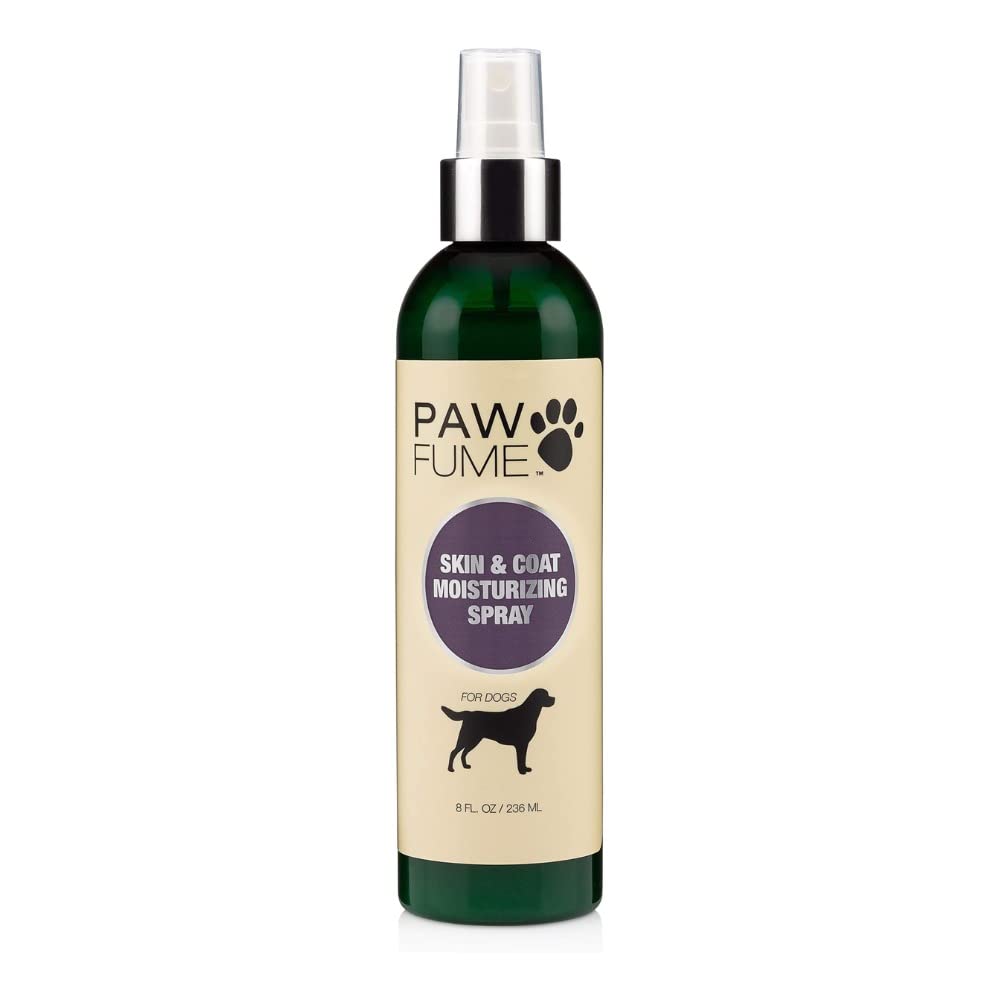 PAW
FUME™
SKIN & COAT
MOISTURIZING
SPRAY
FOR DOGS
8 FL. OZ / 236 ML